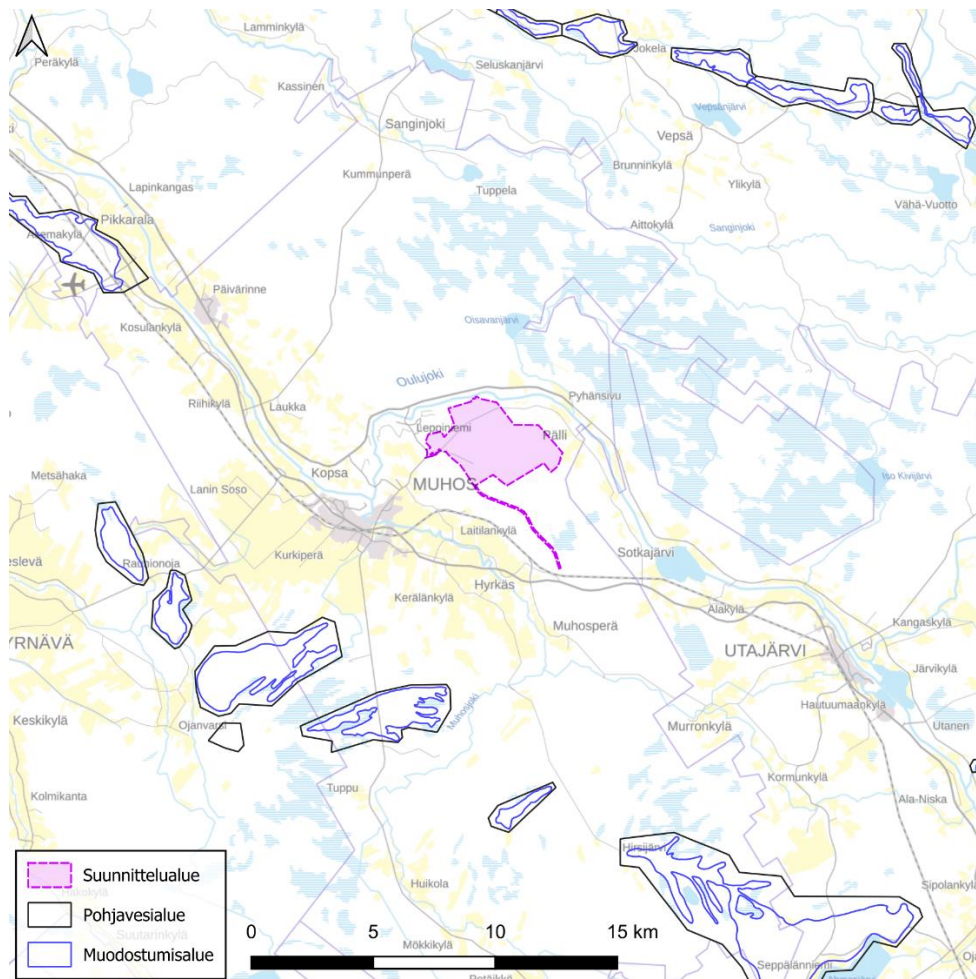 Lamminkylä
Jokela
Peräkylä
Seluskanjärvi
Kassinen
Vepsänjärvi
Sanginjoki
Vepsä
Brunninkylä
Kummunperä
Tuppela
Ylikylä
Lapinkangas
Vähä-Vuotto
Pikkarala
Aittokylä
Sanginjoki
Päivärinne
Oisavanjärvi
Kosulankylä
Oulujoki
Pyhänsivu
Riihikylä
Laukka
Leppiniemi
Pälli
Metsähaka
Kopsa
Iso Kivijärvi
Lanin Soso
MUHOS
Laitilankylä
Sotkajärvi
Kurkiperä
Hyrkäs
Keränkylä
Alakylä
Kangaskylä
Muhosperä
YRNÄVÄ
UTAJÄRVI
Järvikylä
Hautuumaankylä
Keskikylä
Ojanvarsi
Muhosjoki
Murronkylä
Utanen
Kormunkylä
Kolmikanta
Tuppu
Ala-Niska
Hirsijärvi
Huikola
Sipolankylä
Mökkikylä
Seppälänniemi
Suunnittelualue
Pohjavesialue
Muodostumisalue
0 5 10 15 km